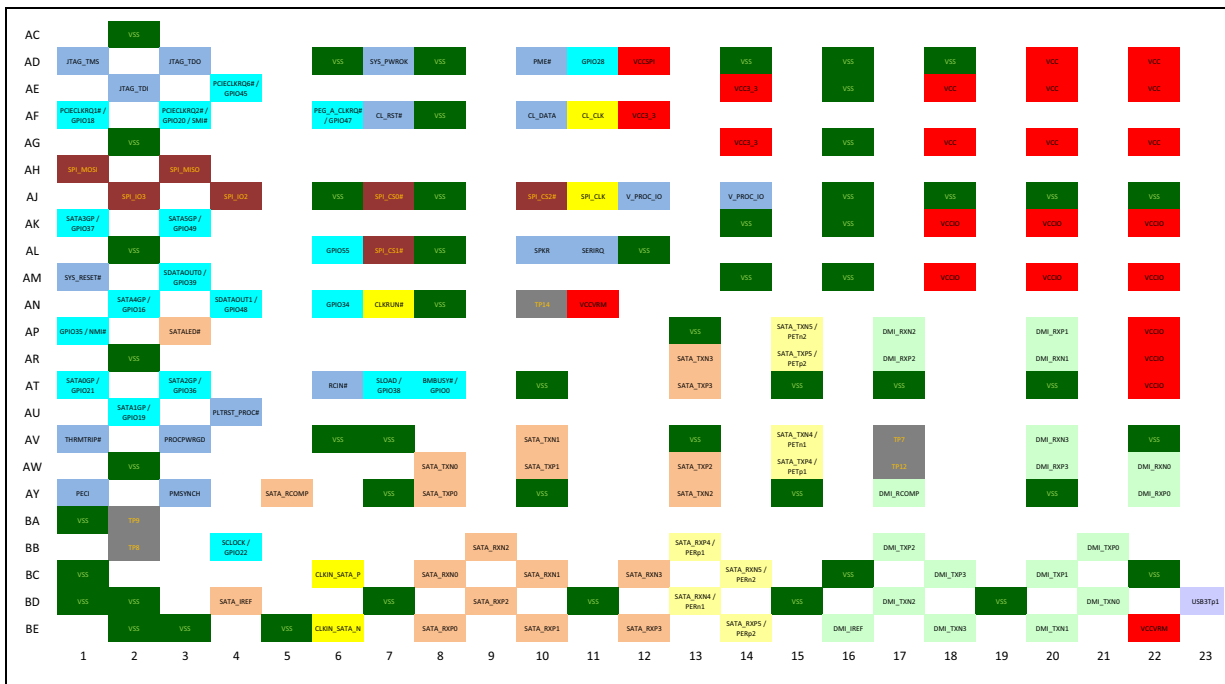 AC VSS
AD JTAG_TMS JTAG_TDO VSS SYS_PWROK VSS PME# GPIO28 VCCSPI VSS VSS VSS VCC VCC
AE JTAG_TDI PCIECLKRQ6# / GPIO45 VCC3_3 VSS VCC VCC VCC
AF PCIECLKRQ1# / GPIO18 PCIECLKRQ2# / GPIO20 / SMI# PEG_A_CLKRQ# / GPIO47 CL_RST# VSS CL_DATA CL_CLK VCC3_3
AG VSS VCC3_3 VSS VCC VCC VCC
AH SPI_MOSI SPI_MISO
AJ SPI_IO3 SPI_IO2 VSS SPI_CS0# VSS SPI_CS2# SPI_CLK V_PROC_IO V_PROC_IO VSS VSS VSS VSS
AK SATA3GP / GPIO37 SATA5GP / GPIO49 VSS VSS VCCIO VCCIO VCCIO
AL VSS GPIO55 SPI_CS1# VSS SPKR SERIRQ VSS
AM SYS_RESET# SDATAOUT0 / GPIO39 VSS VSS VCCIO VCCIO VCCIO
AN SATA4GP / GPIO16 SDATAOUT1 / GPIO48 GPIO34 CLKRUN# VSS TP14 VCCVRM
AP GPIO35 / NMI# SATALED# VSS SATA_TXN5 / PETn2 DMI_RXN2 DMI_RXP1 VCCIO
AR VSS SATA_TXN3 SATA_TXP5 / PETp2 DMI_RXP2 DMI_RXN1 VCCIO
AT SATA0GP / GPIO21 SATA2GP / GPIO36 RCIN# SLOAD / GPIO38 BMBUSY# / GPIO0 VSS SATA_TXP3 VSS VSS VSS VCCIO
AU SATA1GP / GPIO19 PLTRST_PROC#
AV THRMTRIP# PROCPWRGD VSS VSS SATA_TXN1 VSS SATA_TXN4 / PETn1 TP7 DMI_RXN3 VSS
AW VSS SATA_TXN0 SATA_TXP1 SATA_TXP2 SATA_TXP4 / PETp1 TP12 DMI_RXP3 DMI_RXN0
AY PECI PMSYNCH SATA_RCOMP VSS SATA_TXP0 VSS SATA_TXN2 VSS DMI_RCOMP VSS DMI_RXP0
BA VSS TP9
BB TP8 SCLOCK / GPIO22 SATA_RXN2 SATA_RXP4 / PERp1 DMI_TXP2 DMI_TXP0
BC VSS CLKIN_SATA_P SATA_RXN0 SATA_RXN1 SATA_RXN3 SATA_RXN5 / PERn2 VSS DMI_TXP3 DMI_TXP1 VSS
BD VSS VSS SATA_IREF VSS SATA_RXP2 VSS SATA_RXN4 / PERn1 VSS DMI_TXN2 VSS DMI_TXN0 USB3Tp1
BE VSS VSS VSS CLKIN_SATA_N SATA_RXP0 SATA_RXP1 SATA_RXP3 SATA_RXP5 / PERp2 DMI_IREF DMI_TXN3 DMI_TXN1 VCCVRM
1 2 3 4 5 6 7 8 9 10 11 12 13 14 15 16 17 18 19 20 21 22 23